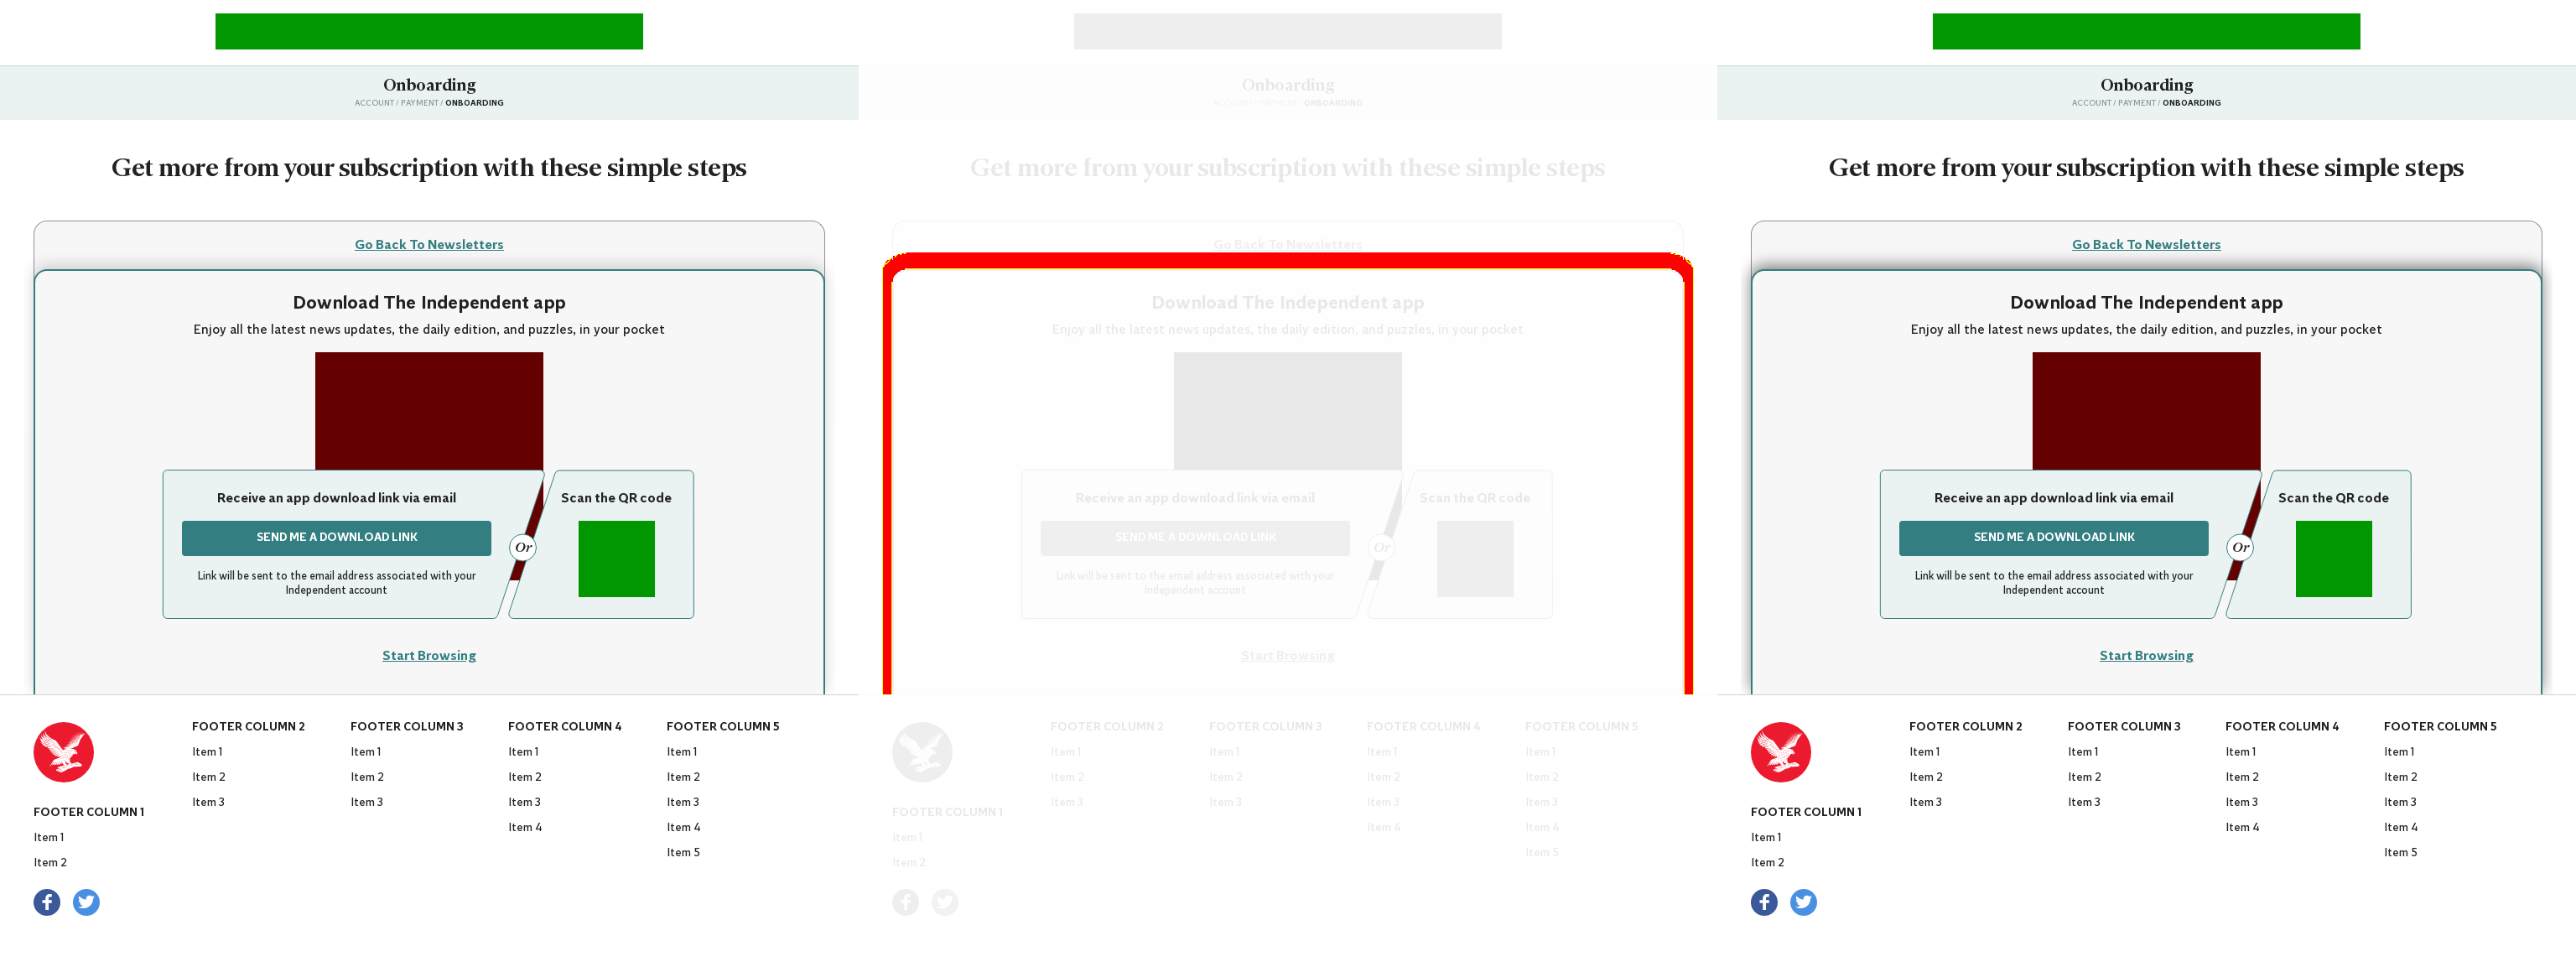 Onboarding
ACCOUNT / PAYMENT / ONBOARDING
Get more from your subscription with these simple steps
Go Back To Newsletters
Download The Independent app
Enjoy all the latest news updates, the daily edition, and puzzles, in your pocket
Receive an app download link via email
SEND ME A DOWNLOAD LINK
Link will be sent to the email address associated with your
Independent account
Or
Scan the QR code
Start Browsing
FOOTER COLUMN 1
Item 1
Item 2
FOOTER COLUMN 2
Item 1
Item 2
Item 3
FOOTER COLUMN 3
Item 1
Item 2
Item 3
FOOTER COLUMN 4
Item 1
Item 2
Item 3
Item 4
FOOTER COLUMN 5
Item 1
Item 2
Item 3
Item 4
Item 5
Onboarding
ACCOUNT / PAYMENT / ONBOARDING
Get more from your subscription with these simple steps
Go Back To Newsletters
Download The Independent app
Enjoy all the latest news updates, the daily edition, and puzzles, in your pocket
Receive an app download link via email
SEND ME A DOWNLOAD LINK
Link will be sent to the email address associated with your
Independent account
Or
Scan the QR code
Start Browsing
FOOTER COLUMN 1
Item 1
Item 2
FOOTER COLUMN 2
Item 1
Item 2
Item 3
FOOTER COLUMN 3
Item 1
Item 2
Item 3
FOOTER COLUMN 4
Item 1
Item 2
Item 3
Item 4
FOOTER COLUMN 5
Item 1
Item 2
Item 3
Item 4
Item 5
Onboarding
ACCOUNT / PAYMENT / ONBOARDING
Get more from your subscription with these simple steps
Go Back To Newsletters
Download The Independent app
Enjoy all the latest news updates, the daily edition, and puzzles, in your pocket
Receive an app download link via email
SEND ME A DOWNLOAD LINK
Link will be sent to the email address associated with your
Independent account
Or
Scan the QR code
Start Browsing
FOOTER COLUMN 1
Item 1
Item 2
FOOTER COLUMN 2
Item 1
Item 2
Item 3
FOOTER COLUMN 3
Item 1
Item 2
Item 3
FOOTER COLUMN 4
Item 1
Item 2
Item 3
Item 4
FOOTER COLUMN 5
Item 1
Item 2
Item 3
Item 4
Item 5